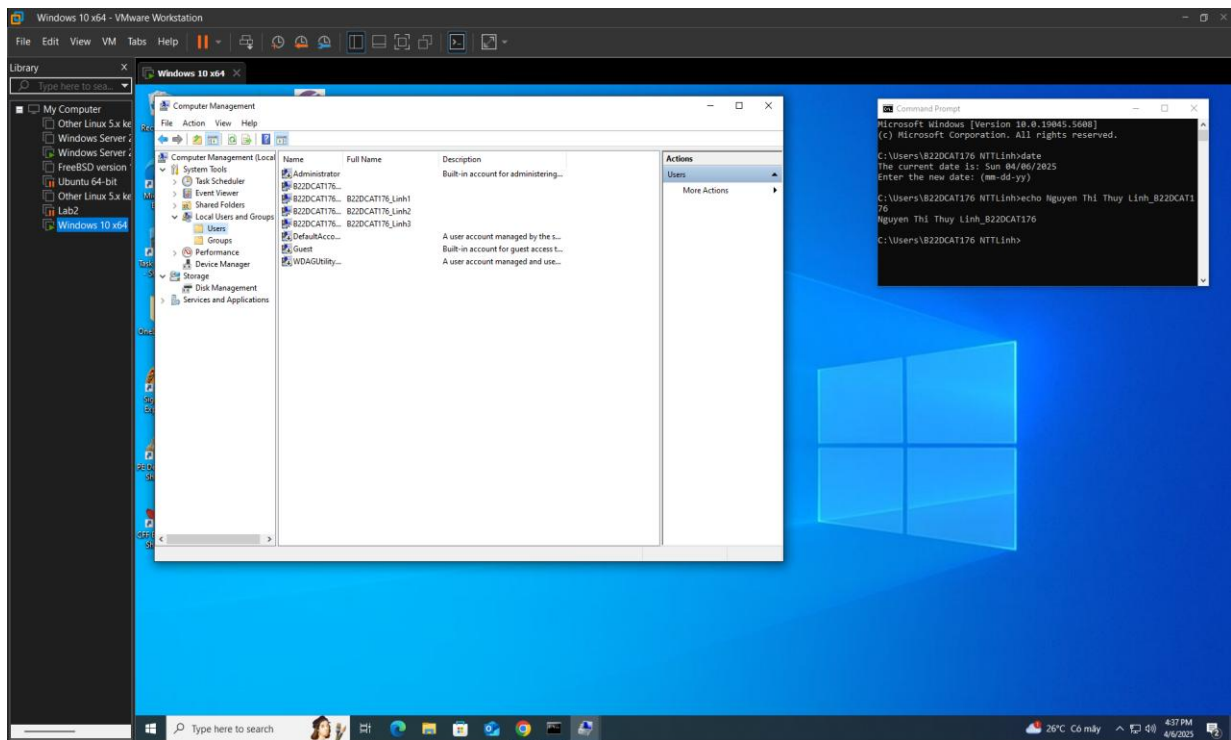 Windows 10 x64 - VMware Workstation
File Edit View VM Tabs Help
Library
Type here to sea...
My Computer
Other Linux 5.x ke
Windows Server 2
Windows Server 2
FreeBSD version
Ubuntu 64-bit
Other Linux 5.x ke
Lab2
Windows 10 x64
Windows 10 x64
Computer Management
File Action View Help
Computer Management (Local
System Tools
Task Scheduler
Event Viewer
Shared Folders
Local Users and Groups
Users
Groups
Performance
Device Manager
Storage
Disk Management
Services and Applications
Name Full Name Description
Administrator Built-in account for administering...
B22DCAT176...
B22DCAT176... B22DCAT176_Linh1
B22DCAT176... B22DCAT176_Linh2
B22DCAT176... B22DCAT176_Linh3
DefaultAcco... A user account managed by the s...
Guest Built-in account for guest access t...
WDAGUtility... A user account managed and use...
Actions
Users
More Actions
Command Prompt
Microsoft Windows [Version 10.0.19045.5608]
(c) Microsoft Corporation. All rights reserved.
C:\Users\B22DCAT176 NTTLinh>date
The current date is: Sun 04/06/2025
Enter the new date: (mm-dd-yy)
C:\Users\B22DCAT176 NTTLinh>echo Nguyen Thi Thuy Linh_B22DCAT1
76
Nguyen Thi Thuy Linh_B22DCAT176
C:\Users\B22DCAT176 NTTLinh>
Type here to search
26°C Có mây
4:37 PM
4/6/2025